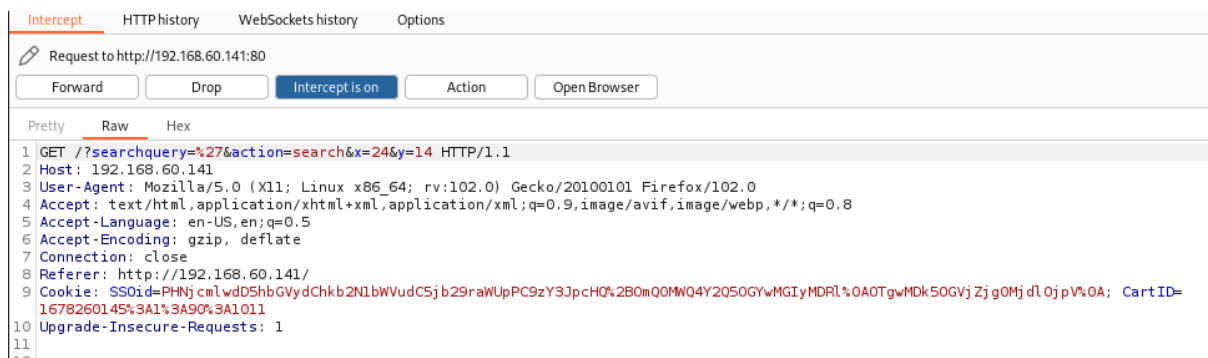 Intercept HTTP history WebSockets history Options
Request to http://192.168.60.141:80
Forward Drop Intercept is on Action Open Browser
Pretty Raw Hex
1 GET /?searchquery=%27&action=search&x=24&y=14 HTTP/1.1
2 Host: 192.168.60.141
3 User-Agent: Mozilla/5.0 (X11; Linux x86_64; rv:102.0) Gecko/20100101 Firefox/102.0
4 Accept: text/html,application/xhtml+xml,application/xml;q=0.9,image/avif,image/webp,*/*;q=0.8
5 Accept-Language: en-US,en;q=0.5
6 Accept-Encoding: gzip, deflate
7 Connection: close
8 Referer: http://192.168.60.141/
9 Cookie: SSOid=PHNjcmlwdD5hbGVydChkb2N1bWVudC5jb29raWUpPC9zY3JpcHQ%2BOmQ0MWQ4Y2Q5OGYwMGIyMDRl%0AOTgwMDk5OGVjZjg0MjdlOjpV%0A; CartID=
1678260145%3A1%3A90%3A1011
10 Upgrade-Insecure-Requests: 1
11